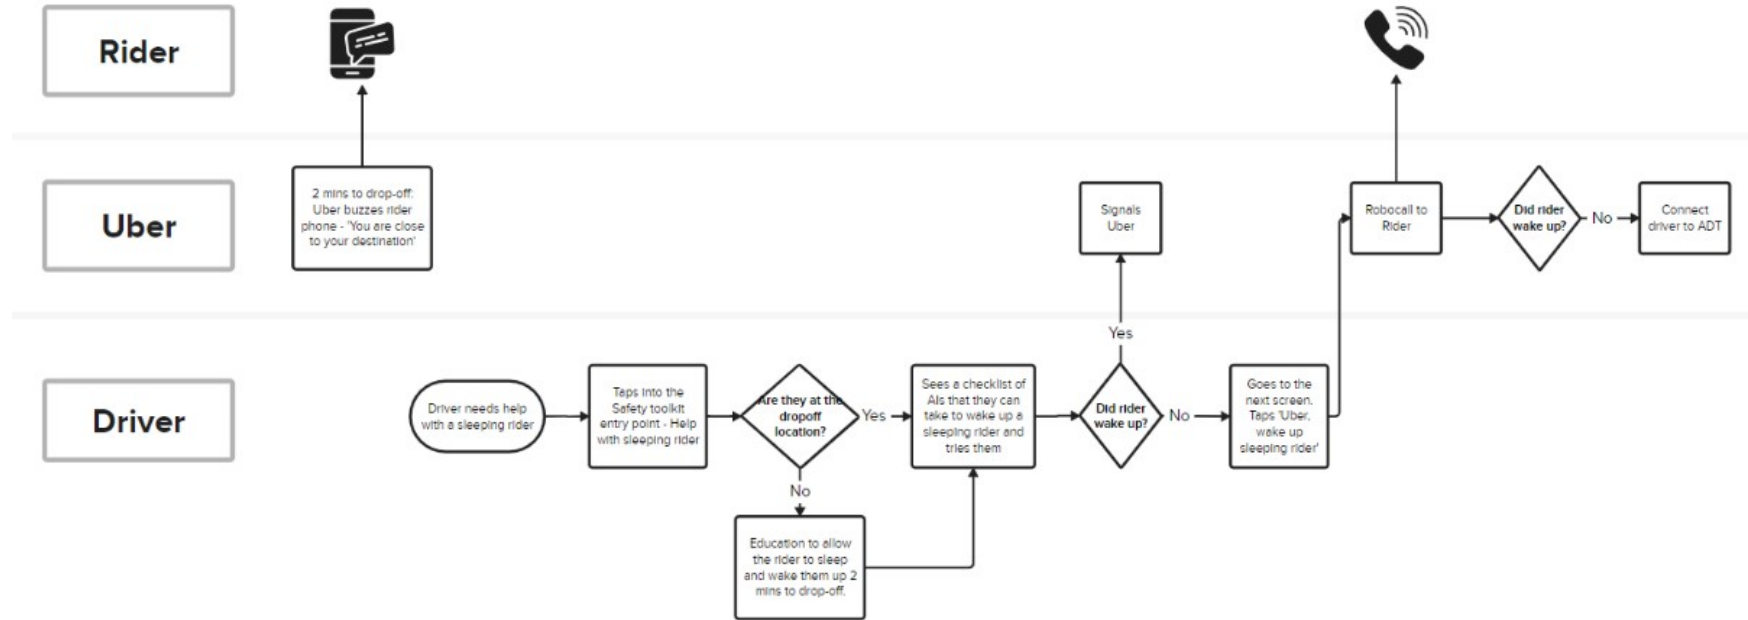 Rider
Uber
2 mins to drop-off:
Uber buzzes rider
phone - 'You are close
to your destination'
Signals
Uber
Robocall to
Rider
Did rider
wake up?
No
Connect
driver to ADT
Yes
Driver
Driver needs help
with a sleeping rider
Taps into the
Safety toolkit
entry point - Help
with sleeping rider
Are they at the
dropoff
location?
Yes
Sees a checklist of
AIs that they can
take to wake up a
sleeping rider and
tries them
Did rider
wake up?
No
Goes to the
next screen.
Taps 'Uber,
wake up
sleeping rider'
No
Education to allow
the rider to sleep
and wake them up 2
mins to drop-off.